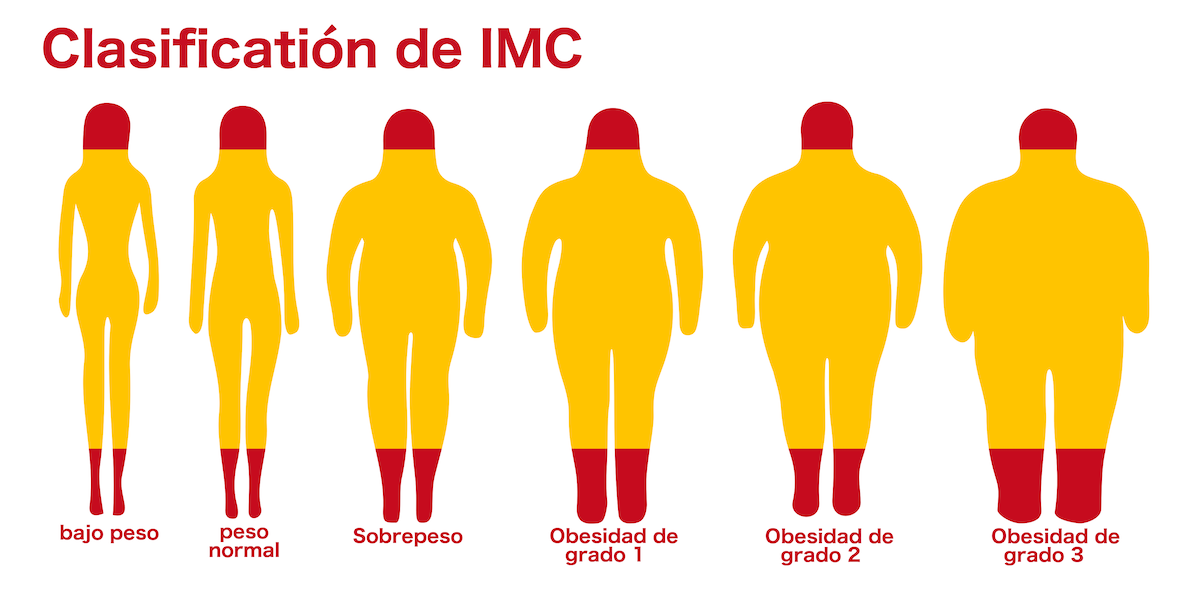 Clasificatión de IMC
bajo peso
peso
normal
Sobrepeso
Obesidad de
grado 1
Obesidad de
grado 2
Obesidad de
grado 3